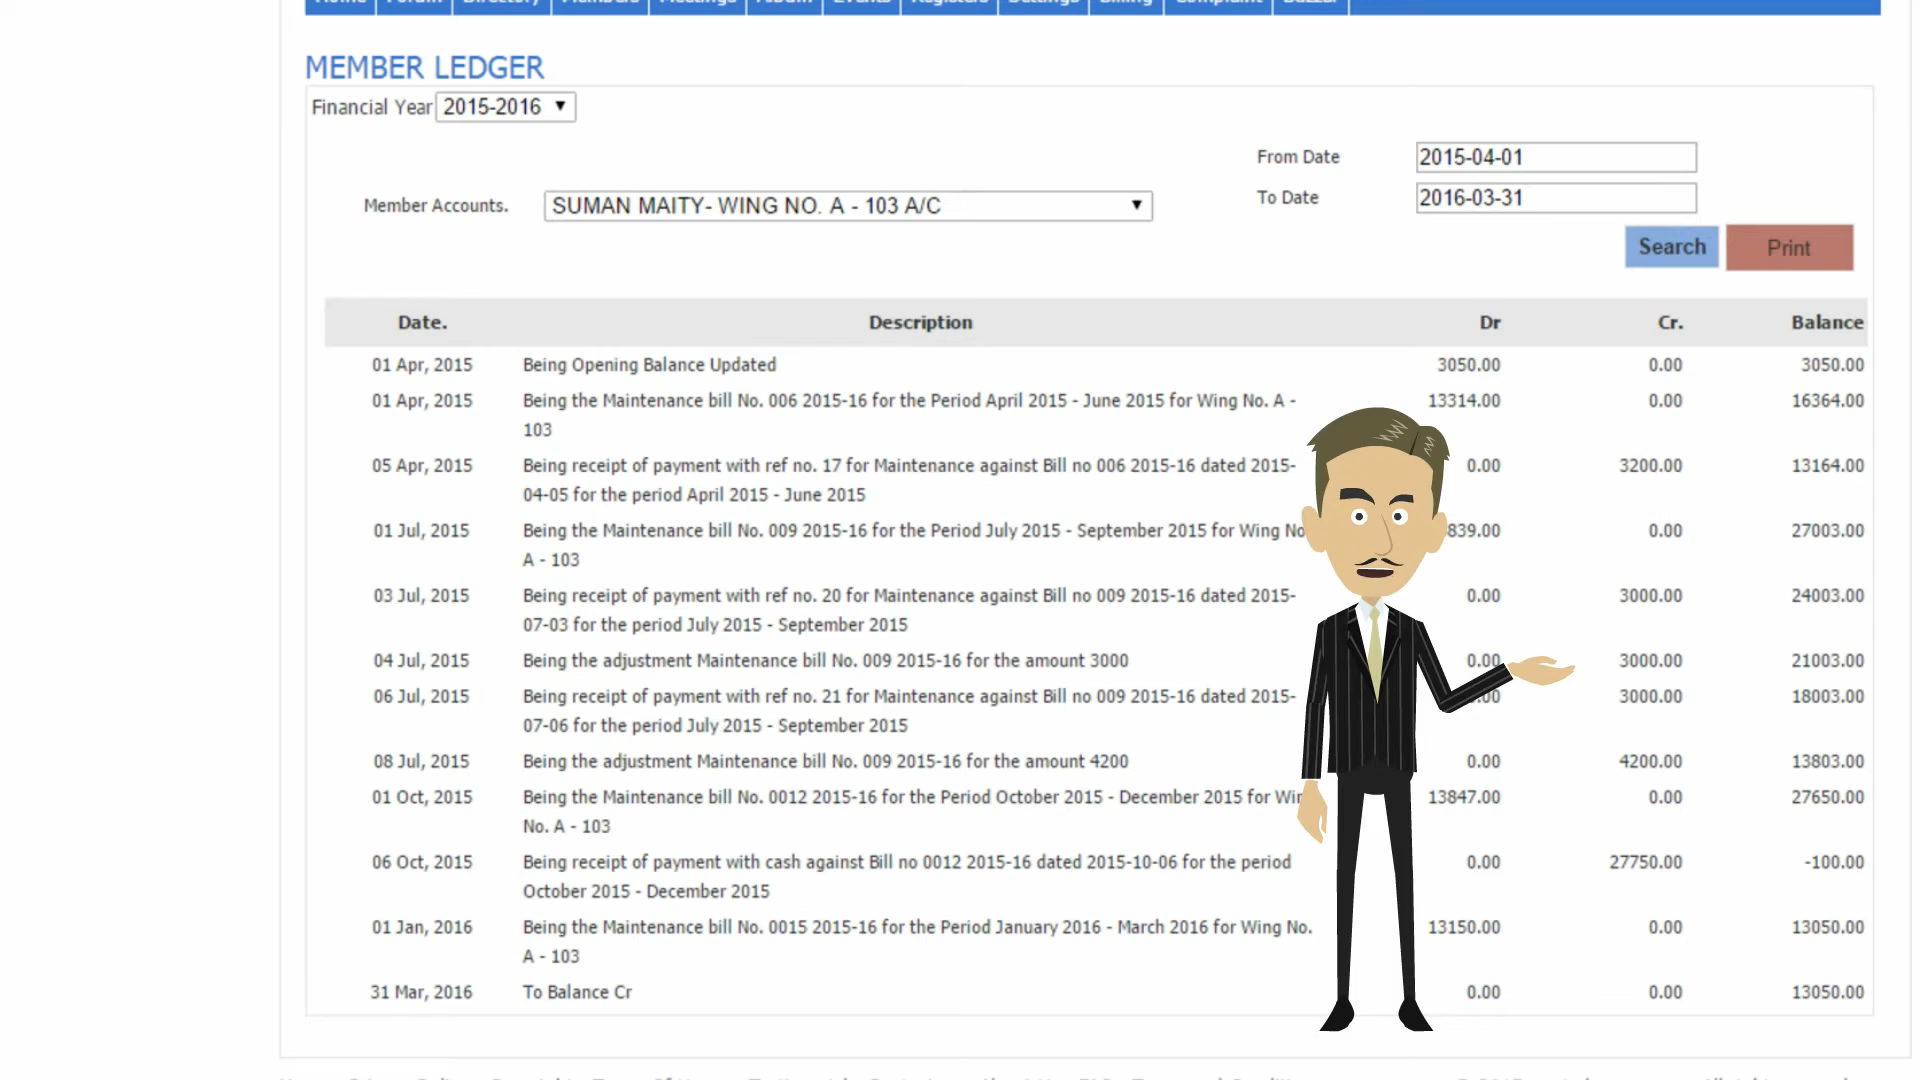 Home Forum Directory Members Meetings Album Events Registers Settings Billing Complaint Bazzar
MEMBER LEDGER
Financial Year 2015-2016
From Date 2015-04-01
Member Accounts. SUMAN MAITY- WING NO. A - 103 A/C
To Date 2016-03-31
Search Print
Date. Description Dr Cr. Balance
01 Apr, 2015 Being Opening Balance Updated 3050.00 0.00 3050.00
01 Apr, 2015 Being the Maintenance bill No. 006 2015-16 for the Period April 2015 - June 2015 for Wing No. A - 13314.00 0.00 16364.00
103
05 Apr, 2015 Being receipt of payment with ref no. 17 for Maintenance against Bill no 006 2015-16 dated 2015- 0.00 3200.00 13164.00
04-05 for the period April 2015 - June 2015
01 Jul, 2015 Being the Maintenance bill No. 009 2015-16 for the Period July 2015 - September 2015 for Wing No 839.00 0.00 27003.00
A - 103
03 Jul, 2015 Being receipt of payment with ref no. 20 for Maintenance against Bill no 009 2015-16 dated 2015- 0.00 3000.00 24003.00
07-03 for the period July 2015 - September 2015
04 Jul, 2015 Being the adjustment Maintenance bill No. 009 2015-16 for the amount 3000 0.00 3000.00 21003.00
06 Jul, 2015 Being receipt of payment with ref no. 21 for Maintenance against Bill no 009 2015-16 dated 2015- 3000.00 18003.00
07-06 for the period July 2015 - September 2015
08 Jul, 2015 Being the adjustment Maintenance bill No. 009 2015-16 for the amount 4200 0.00 4200.00 13803.00
01 Oct, 2015 Being the Maintenance bill No. 0012 2015-16 for the Period October 2015 - December 2015 for 13847.00 0.00 27650.00
No. A - 103
06 Oct, 2015 Being receipt of payment with cash against Bill no 0012 2015-16 dated 2015-10-06 for the period 0.00 27750.00 -100.00
October 2015 - December 2015
01 Jan, 2016 Being the Maintenance bill No. 0015 2015-16 for the Period January 2016 - March 2016 for Wing No. 13150.00 0.00 13050.00
A - 103
31 Mar, 2016 To Balance Cr 0.00 0.00 13050.00